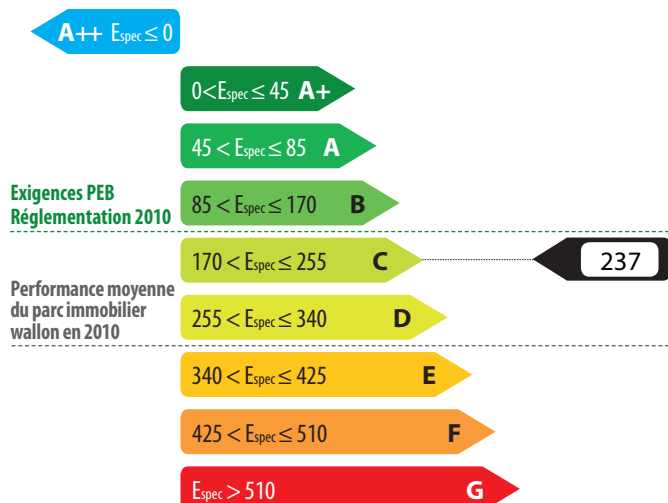 A++ Espec ≤ 0
0<Espec ≤ 45 A+
45 < Espec ≤ 85 A
Exigences PEB
Réglementation 2010
85 < Espec ≤ 170 B
170 < Espec ≤ 255 C
237
Performance moyenne
du parc immobilier
wallon en 2010
255 < Espec ≤ 340 D
340 < Espec ≤ 425 E
425 < Espec ≤ 510 F
Espec > 510 G